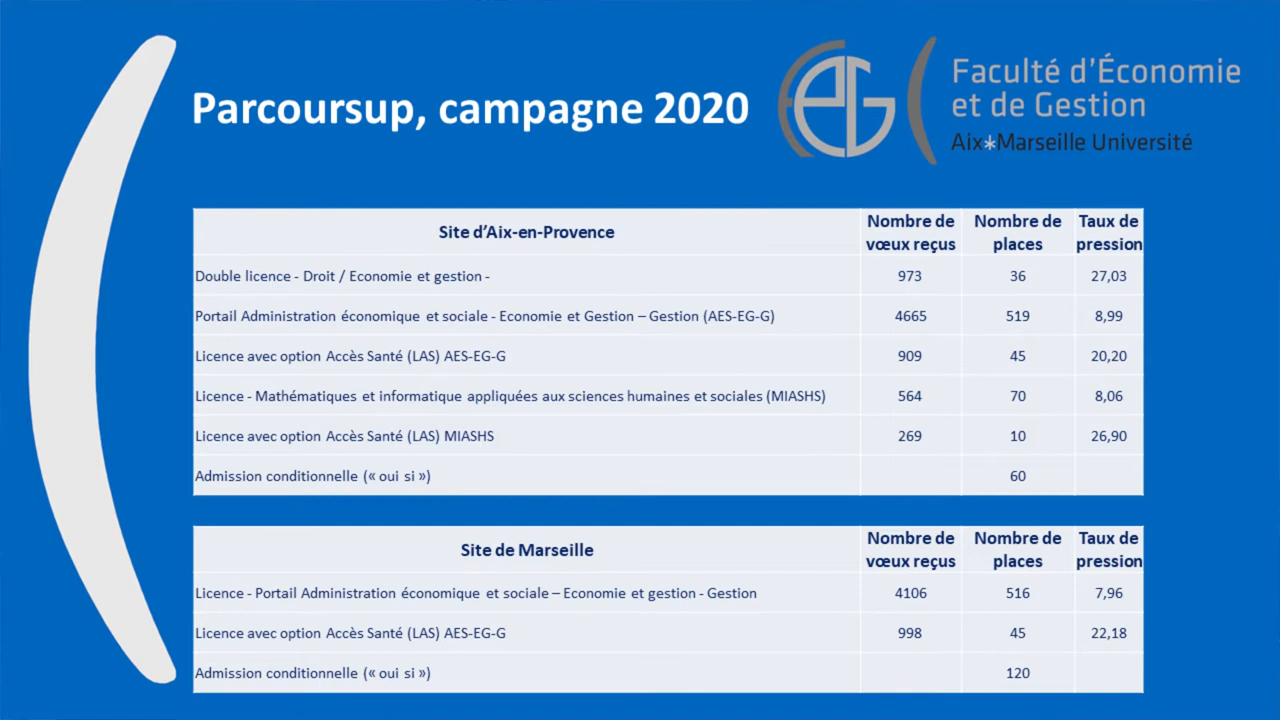 Parcoursup, campagne 2020
Faculté d'Économie
et de Gestion
Aix*Marseille Université
Site d'Aix-en-Provence Nombre de vœux reçus Nombre de places Taux de pression
Double licence - Droit / Economie et gestion - 973 36 27,03
Portail Administration économique et sociale - Economie et Gestion – Gestion (AES-EG-G) 4665 519 8,99
Licence avec option Accès Santé (LAS) AES-EG-G 909 45 20,20
Licence - Mathématiques et informatique appliquées aux sciences humaines et sociales (MIASHS) 564 70 8,06
Licence avec option Accès Santé (LAS) MIASHS 269 10 26,90
Admission conditionnelle (« oui si ») 60
Site de Marseille Nombre de vœux reçus Nombre de places Taux de pression
Licence - Portail Administration économique et sociale – Economie et gestion - Gestion 4106 516 7,96
Licence avec option Accès Santé (LAS) AES-EG-G 998 45 22,18
Admission conditionnelle (« oui si ») 120